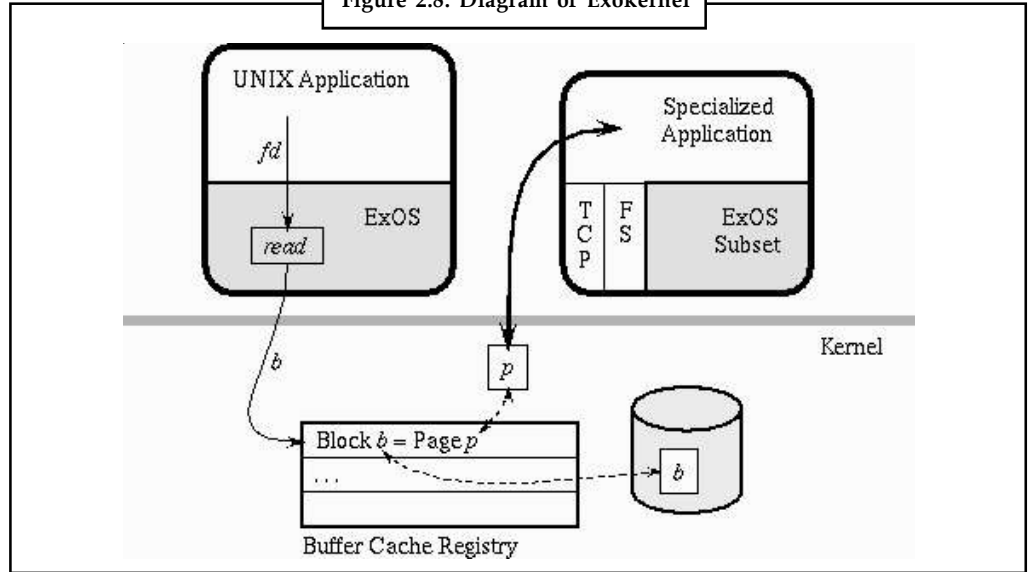 Figure 2.8: Diagram of Exokernel
UNIX Application
fd
ExOS
read
b
Specialized
Application
T
C
P
F
S
ExOS
Subset
Kernel
p
Block b = Page p
...
b
Buffer Cache Registry